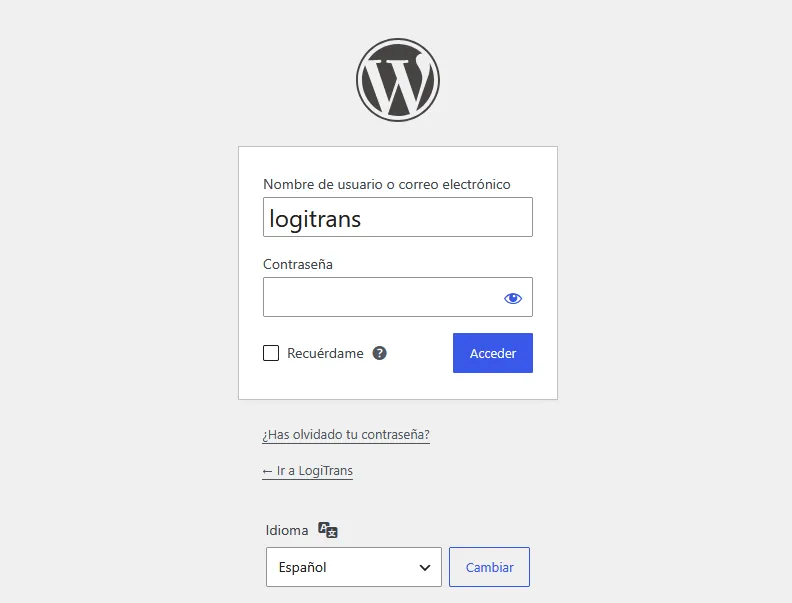 Nombre de usuario o correo electrónico
logitrans
Contraseña
Recuérdame ?
Acceder
¿Has olvidado tu contraseña?
← Ir a LogiTrans
Idioma
Español
Cambiar